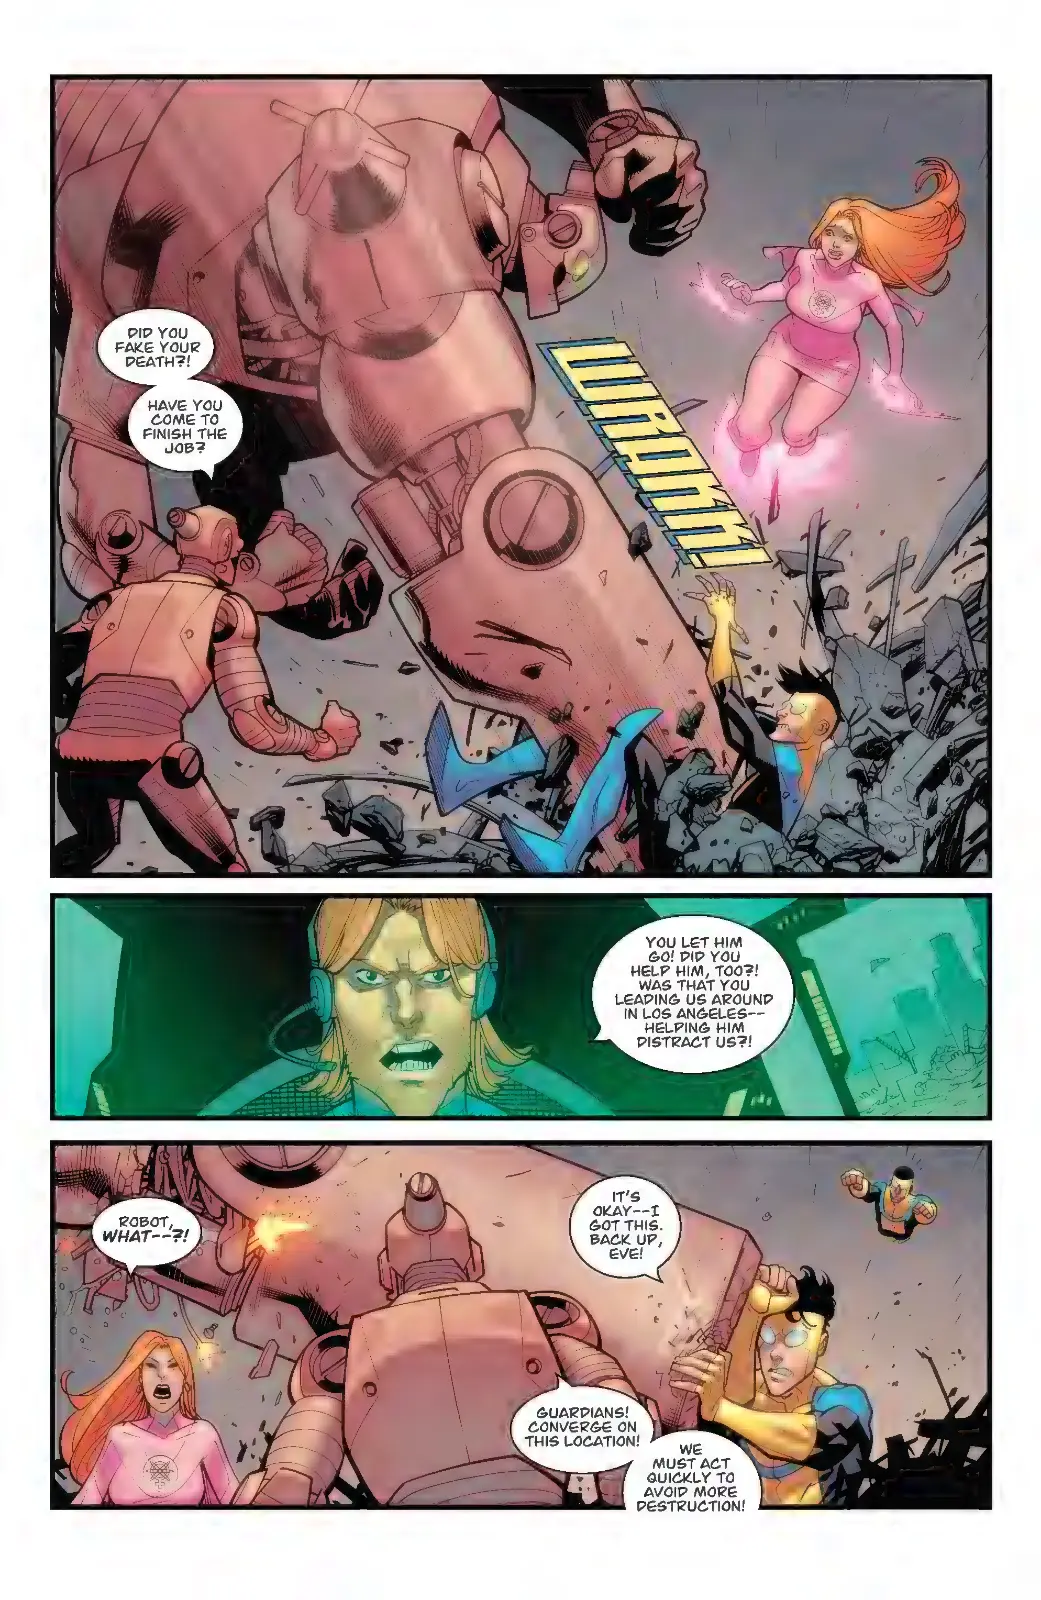 DID YOU
FAKE YOUR
DEATH?!
HAVE YOU
COME TO
FINISH THE
JOB?
WRAMM!
YOU LET HIM
GO! DID YOU
HELP HIM, TOO?!
WAS THAT YOU
LEADING US AROUND
IN LOS ANGELES--
HELPING HIM
DISTRACT US?!
ROBOT,
WHAT--?!
IT'S
OKAY--I
GOT THIS.
BACK UP,
EVE!
GUARDIANS!
CONVERGE ON
THIS LOCATION!
WE
MUST ACT
QUICKLY TO
AVOID MORE
DESTRUCTION!